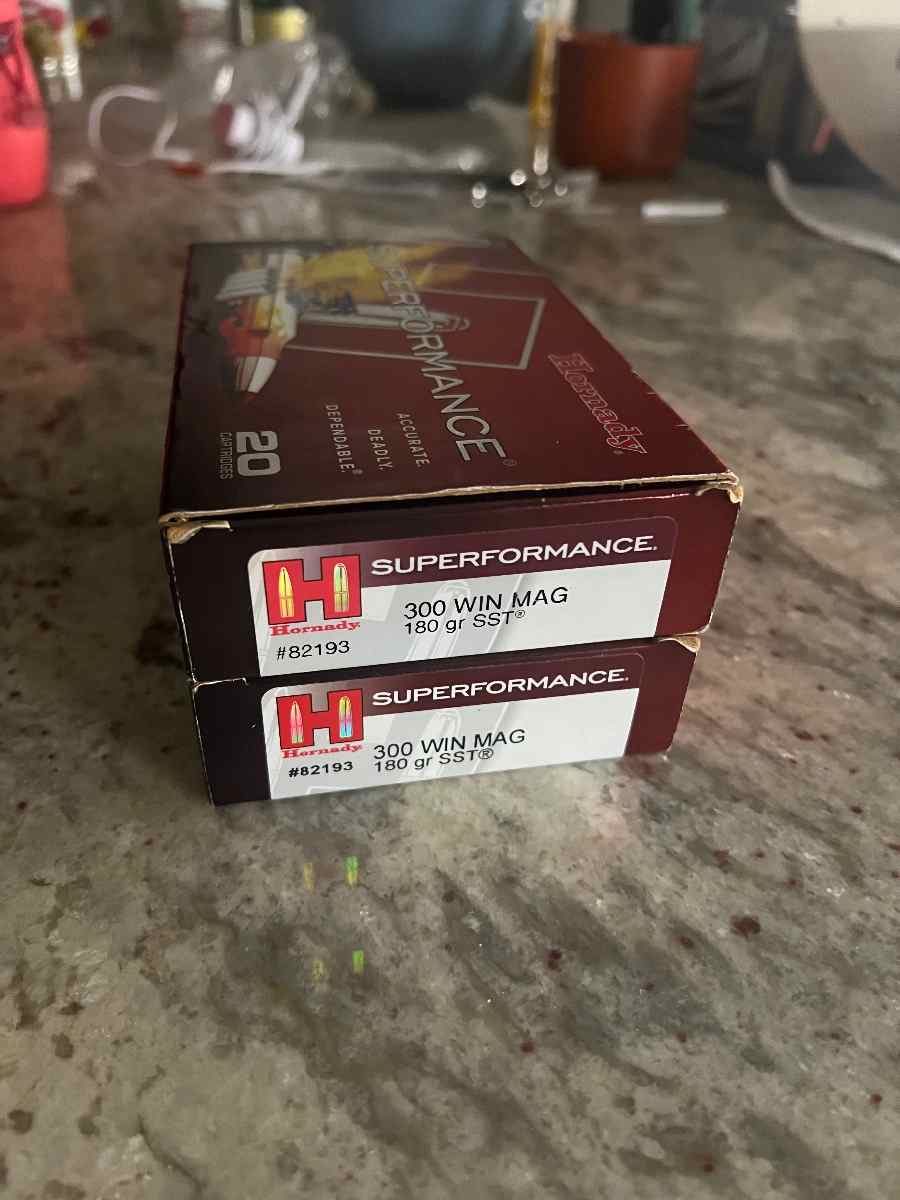 SUPERFORMANCE®
Hornady®
ACCURATE.
DEADLY.
DEPENDABLE.®
20
CARTRIDGES
H
Hornady®
#82193
SUPERFORMANCE®
300 WIN MAG
180 gr SST®
H
Hornady®
#82193
SUPERFORMANCE®
300 WIN MAG
180 gr SST®